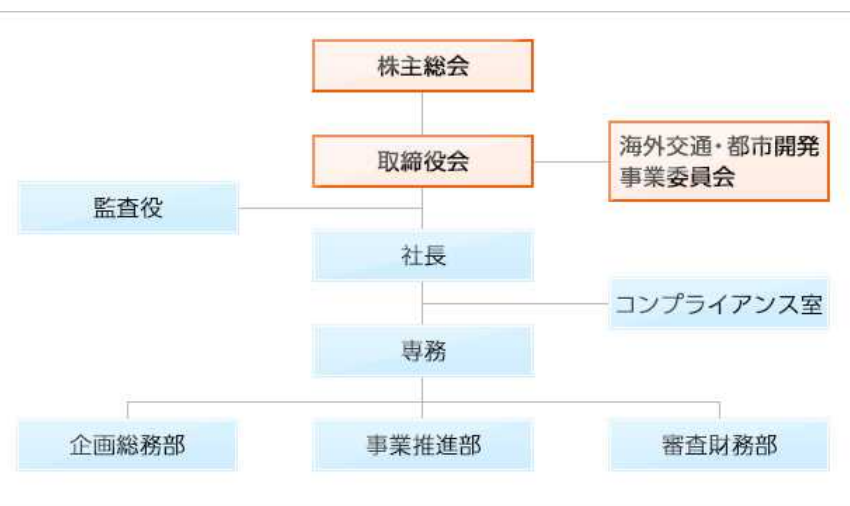 株主総会
取締役会
海外交通・都市開発
事業委員会
監査役
社長
コンプライアンス室
専務
企画総務部
事業推進部
審査財務部